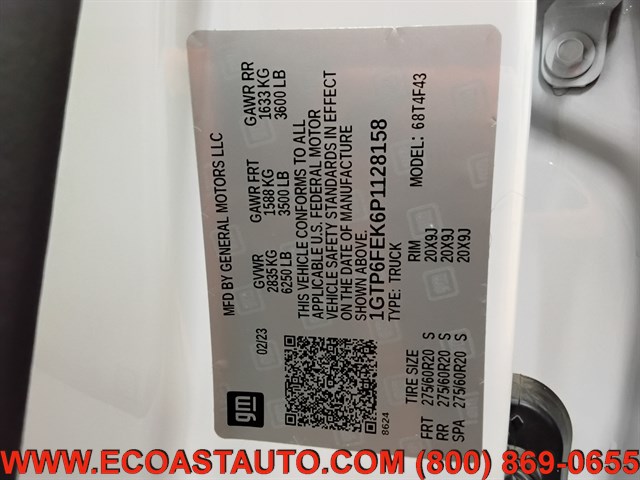 MFD BY GENERAL MOTORS LLC
02/23
GVWR GAWR FRT GAWR RR
2835 KG 1588 KG 1633 KG
6250 LB 3500 LB 3600 LB
THIS VEHICLE CONFORMS TO ALL
APPLICABLE U.S. FEDERAL MOTOR
VEHICLE SAFETY STANDARDS IN EFFECT
ON THE DATE OF MANUFACTURE
SHOWN ABOVE.
1GTP6FEK6P1128158
TYPE: TRUCK MODEL: 68T4F43
gm
8624
TIRE SIZE RIM
FRT 275/60R20 S 20X9J
RR 275/60R20 S 20X9J
SPA 275/60R20 S 20X9J
WWW.ECOASTAUTO.COM (800) 869-0655